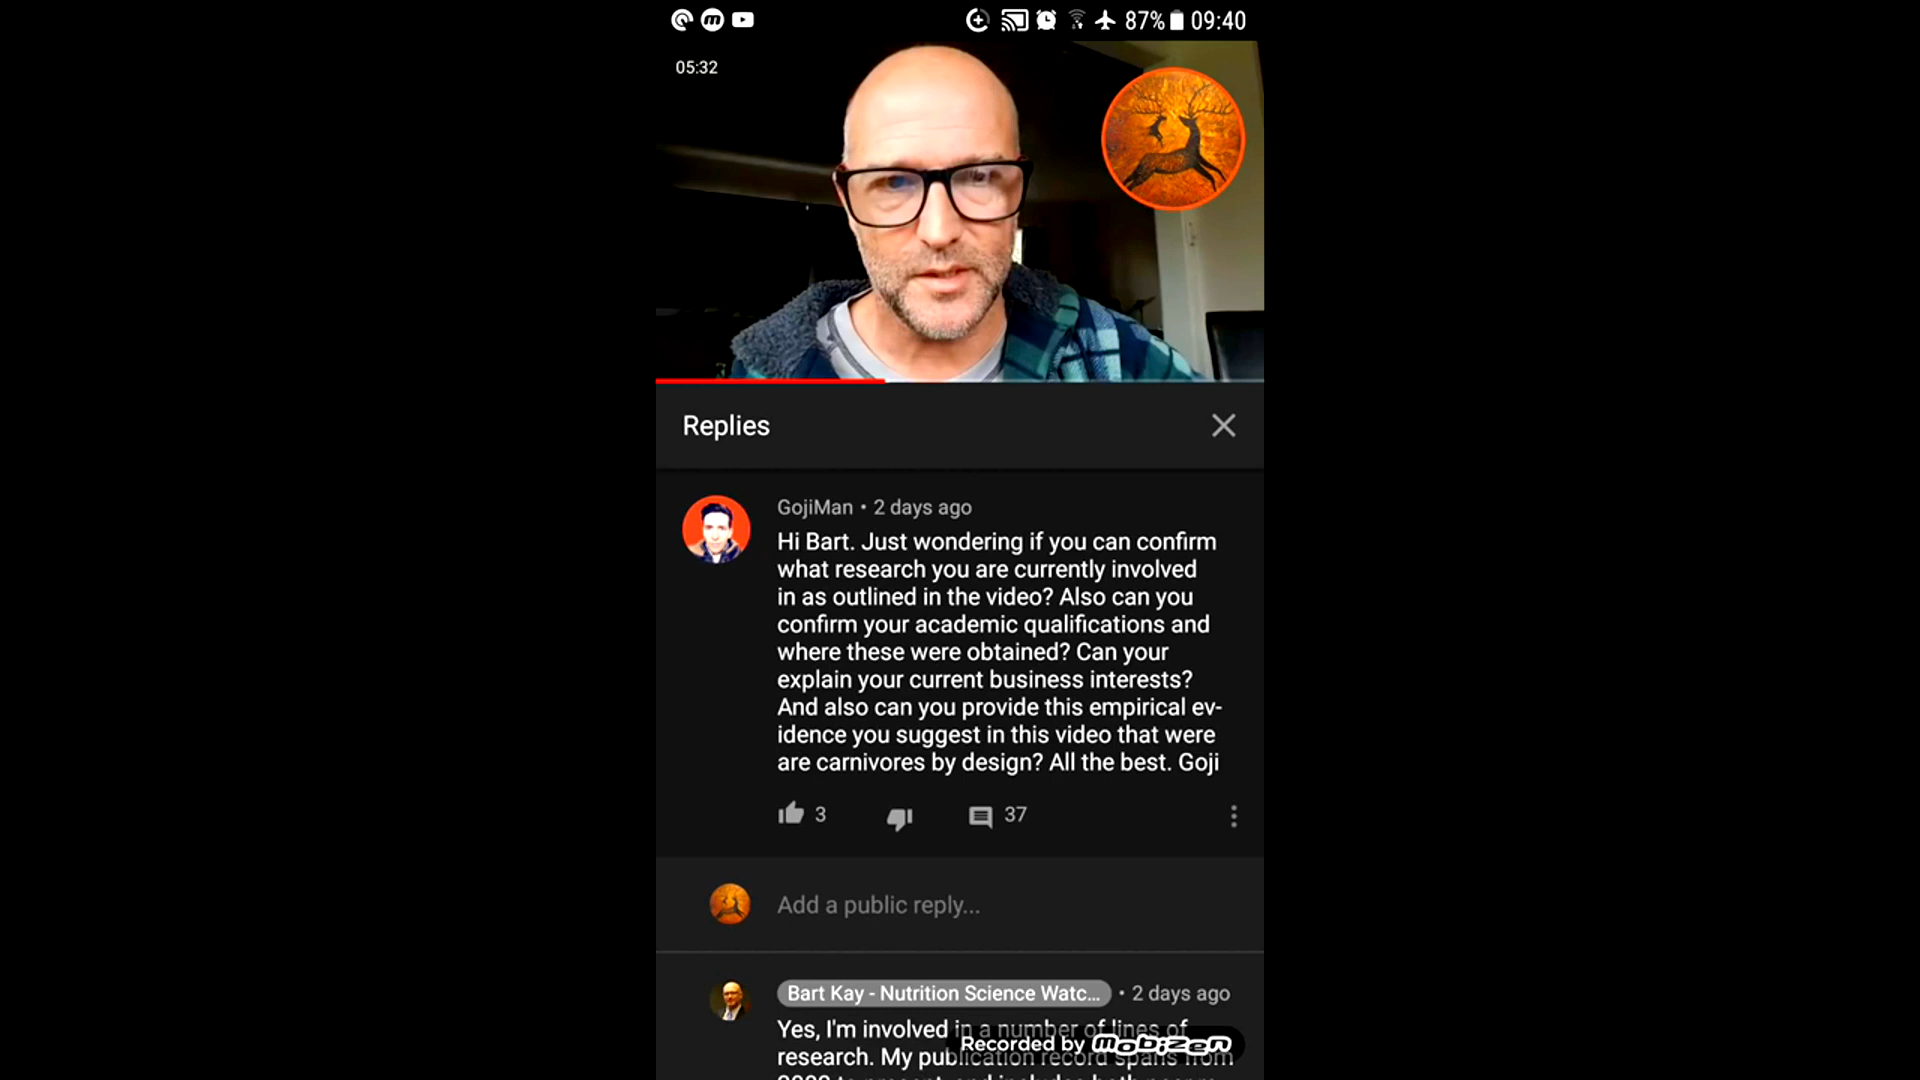 87% 09:40
05:32
Replies
GojiMan • 2 days ago
Hi Bart. Just wondering if you can confirm
what research you are currently involved
in as outlined in the video? Also can you
confirm your academic qualifications and
where these were obtained? Can your
explain your current business interests?
And also can you provide this empirical ev-
idence you suggest in this video that were
are carnivores by design? All the best. Goji
3 37
Add a public reply...
Bart Kay - Nutrition Science Watc... • 2 days ago
Yes, I'm involved in a number of lines of
Recorded by Mobizen
research. My publication record spans from